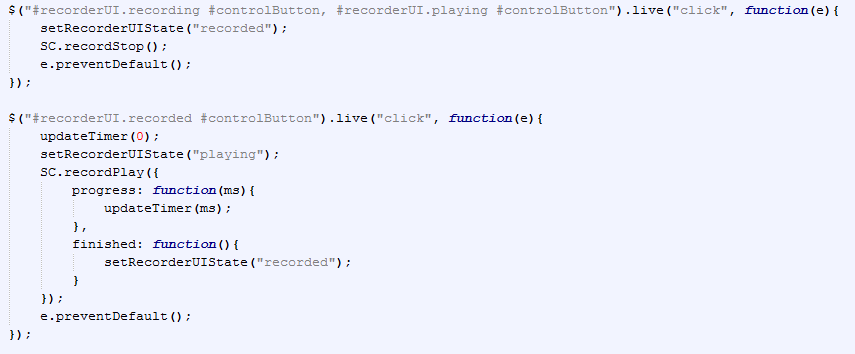 $("#recorderUI.recording #controlButton, #recorderUI.playing #controlButton").live("click", function(e){
    setRecorderUIState("recorded");
    SC.recordStop();
    e.preventDefault();
});

$("#recorderUI.recorded #controlButton").live("click", function(e){
    updateTimer(0);
    setRecorderUIState("playing");
    SC.recordPlay({
        progress: function(ms){
            updateTimer(ms);
        },
        finished: function(){
            setRecorderUIState("recorded");
        }
    });
    e.preventDefault();
});